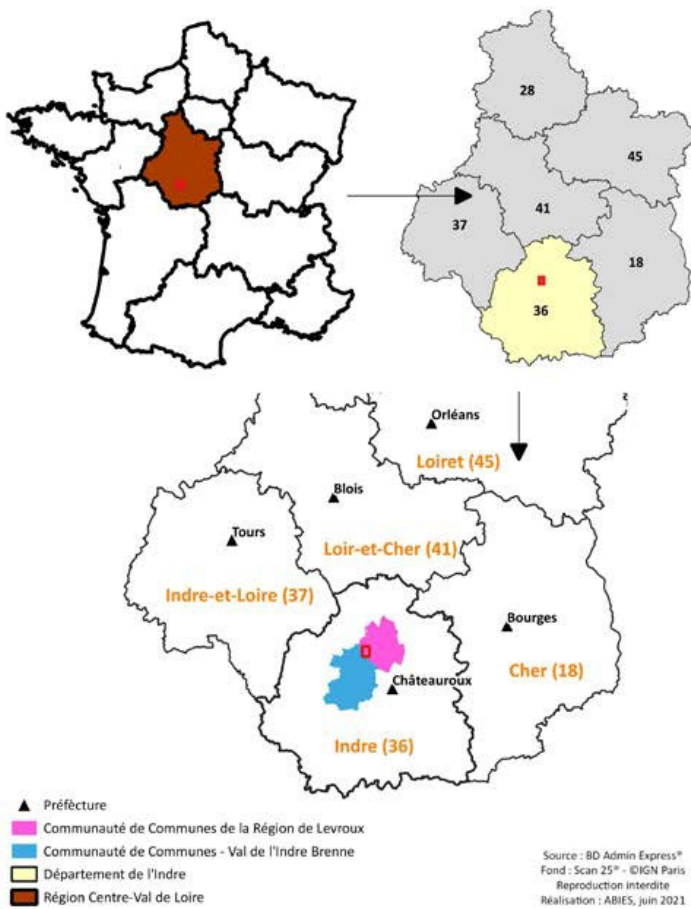 28
45
41
37
18
36
Orléans
Loiret (45)
Blois
Tours
Loir-et-Cher (41)
Indre-et-Loire (37)
Bourges
Cher (18)
Châteauroux
Indre (36)
Préfècture
Communauté de Communes de la Région de Levroux
Communauté de Communes - Val de l'Indre Brenne
Département de l'Indre
Région Centre-Val de Loire
Source : BD Admin Express®
Fond : Scan 25® - ©IGN Paris
Reproduction interdite
Réalisation : ABIES, juin 2021